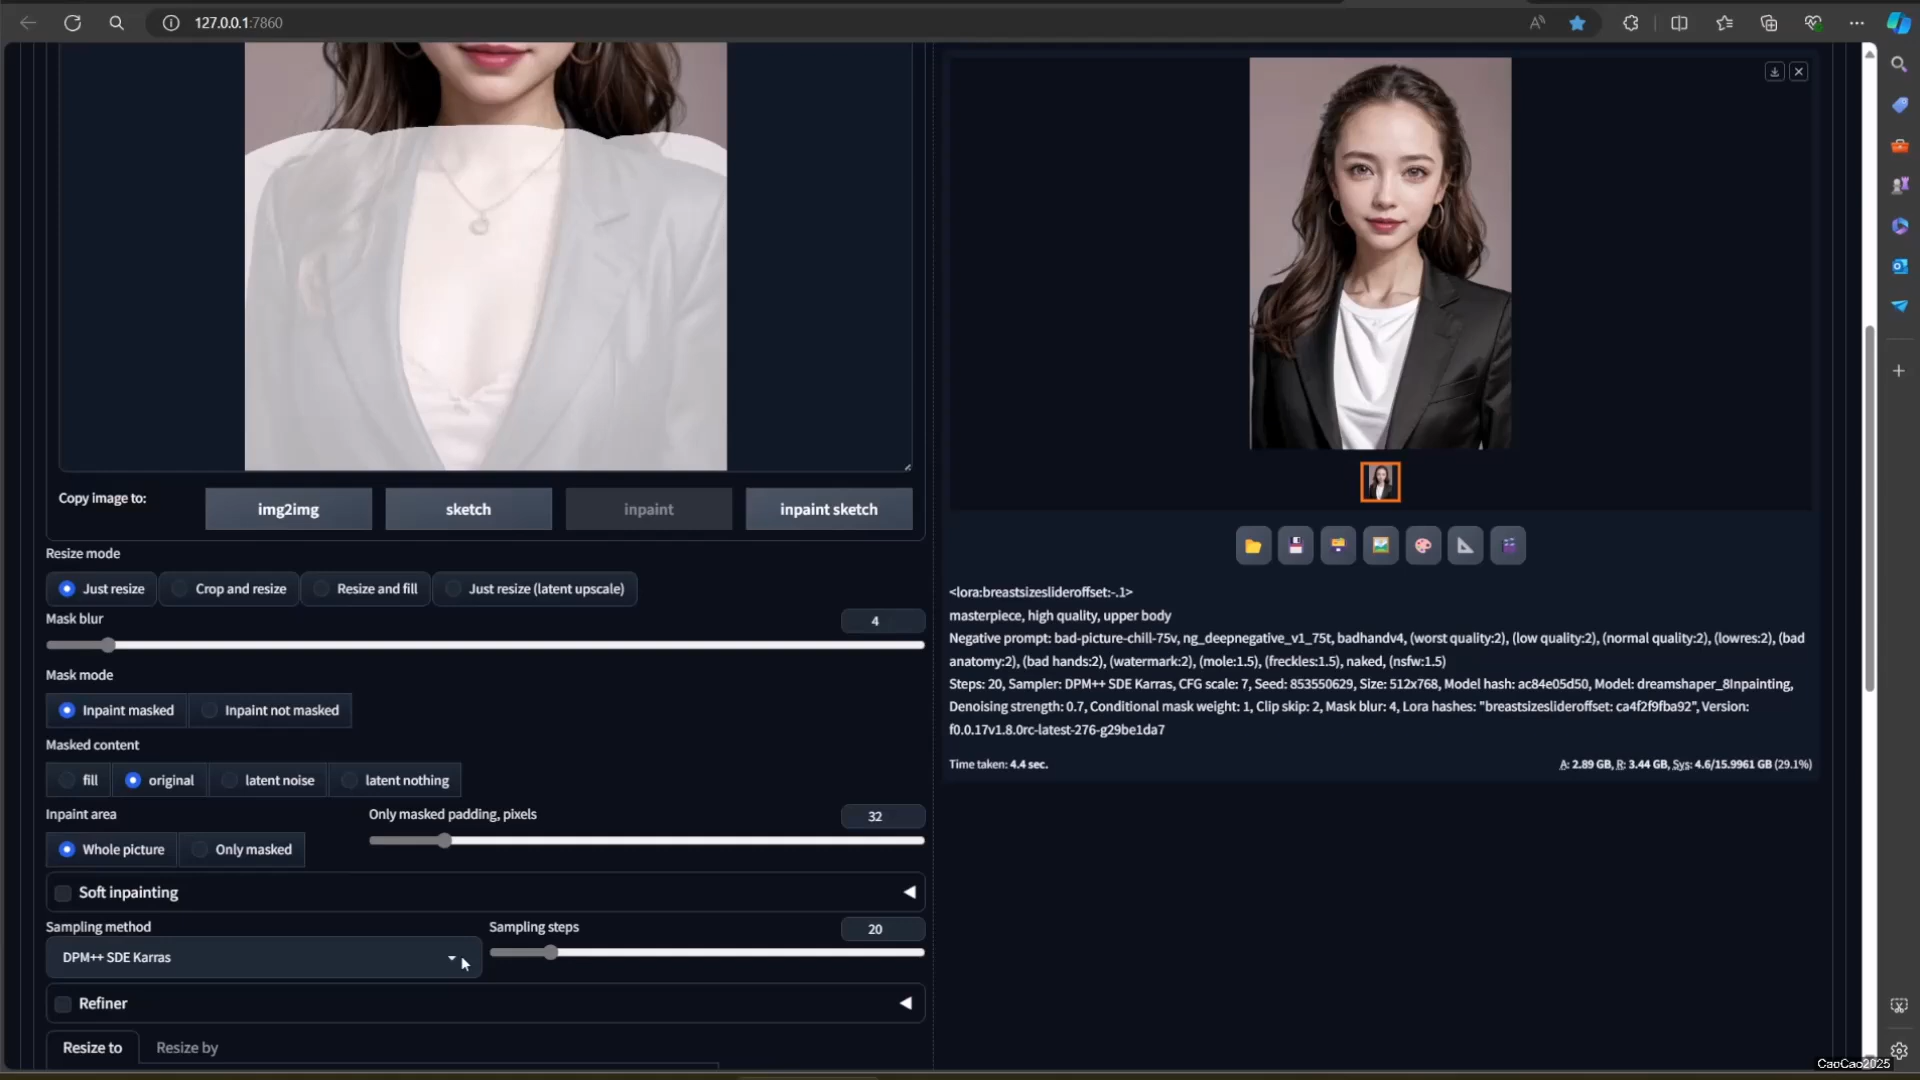 127.0.0.1:7860
Copy image to:
img2img
sketch
inpaint
inpaint sketch
Resize mode
Just resize
Crop and resize
Resize and fill
Just resize (latent upscale)
Mask blur
4
Mask mode
Inpaint masked
Inpaint not masked
Masked content
fill
original
latent noise
latent nothing
Inpaint area
Only masked padding, pixels
32
Whole picture
Only masked
Soft inpainting
Sampling method
Sampling steps
20
DPM++ SDE Karras
Refiner
Resize to
Resize by
<lora:breastsizeslideroffset:-.1>
masterpiece, high quality, upper body
Negative prompt: bad-picture-chill-75v, ng_deepnegative_v1_75t, badhandv4, (worst quality:2), (low quality:2), (normal quality:2), (lowres:2), (bad
anatomy:2), (bad hands:2), (watermark:2), (mole:1.5), (freckles:1.5), naked, (nsfw:1.5)
Steps: 20, Sampler: DPM++ SDE Karras, CFG scale: 7, Seed: 853550629, Size: 512x768, Model hash: ac84e05d50, Model: dreamshaper_8Inpainting,
Denoising strength: 0.7, Conditional mask weight: 1, Clip skip: 2, Mask blur: 4, Lora hashes: "breastsizeslideroffset: ca4f2f9fba92", Version:
f0.0.17v1.8.0rc-latest-276-g29be1da7
Time taken: 4.4 sec.
A: 2.89 GB, R: 3.44 GB, Sys: 4.6/15.9961 GB (29.1%)
CaoCao2025